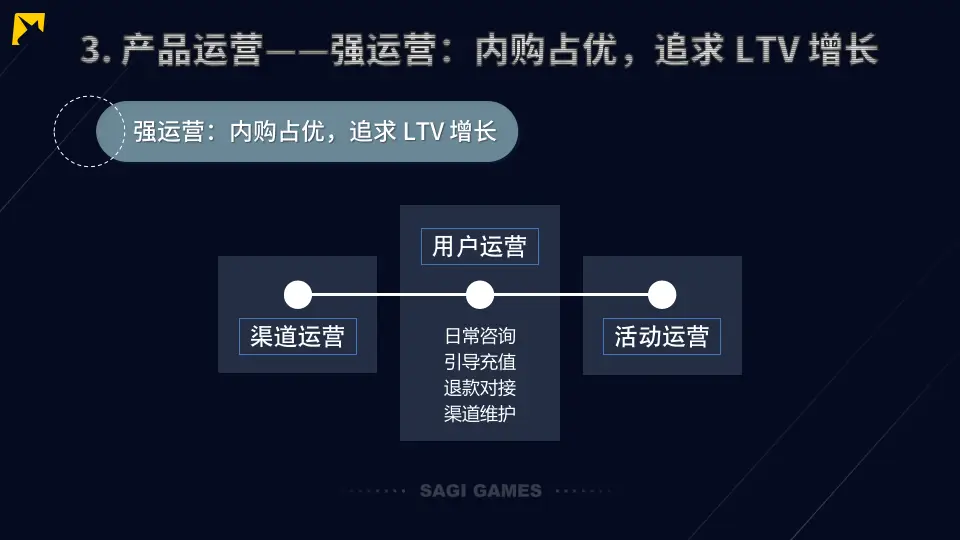 3. 产品运营——强运营：内购占优，追求 LTV 增长
强运营：内购占优，追求 LTV 增长
用户运营
渠道运营
活动运营
日常咨询
引导充值
退款对接
渠道维护
SAGI GAMES